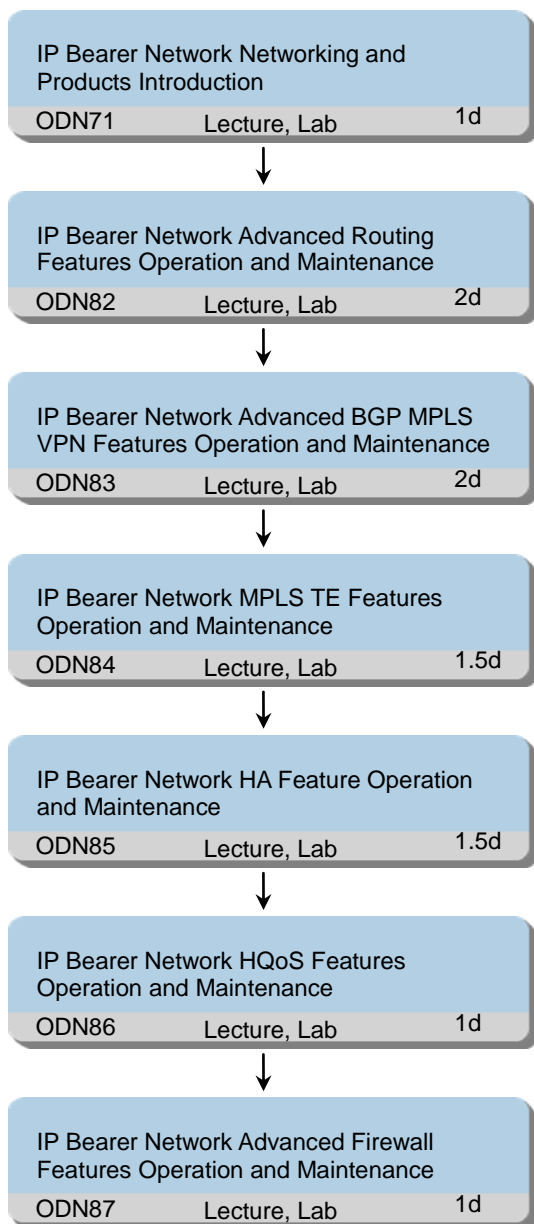 IP Bearer Network Networking and
Products Introduction
ODN71 Lecture, Lab 1d
IP Bearer Network Advanced Routing
Features Operation and Maintenance
ODN82 Lecture, Lab 2d
IP Bearer Network Advanced BGP MPLS
VPN Features Operation and Maintenance
ODN83 Lecture, Lab 2d
IP Bearer Network MPLS TE Features
Operation and Maintenance
ODN84 Lecture, Lab 1.5d
IP Bearer Network HA Feature Operation
and Maintenance
ODN85 Lecture, Lab 1.5d
IP Bearer Network HQoS Features
Operation and Maintenance
ODN86 Lecture, Lab 1d
IP Bearer Network Advanced Firewall
Features Operation and Maintenance
ODN87 Lecture, Lab 1d